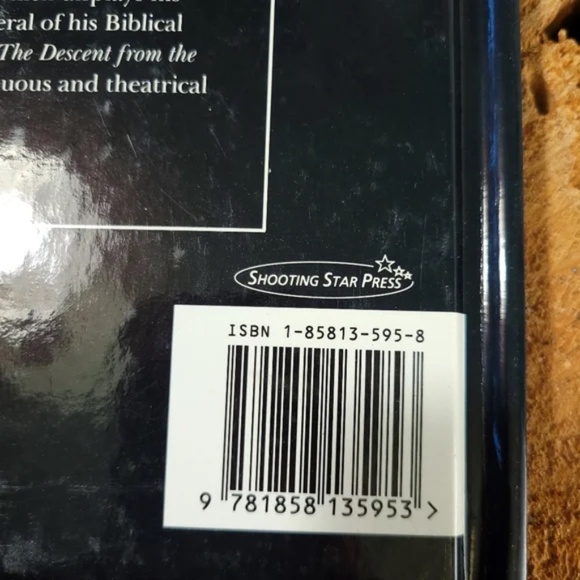 eral of his Biblical
The Descent from the
uous and theatrical
SHOOTING STAR PRESS
ISBN 1-85813-595-8
9 781858 135953 >